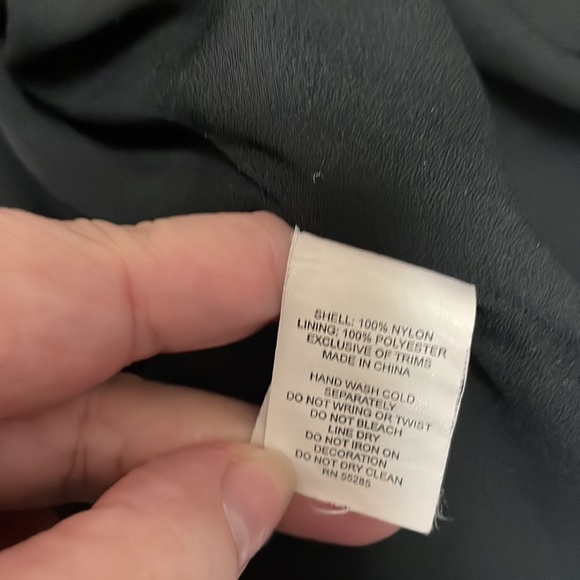 SHELL: 100% NYLON
LINING: 100% POLYESTER
EXCLUSIVE OF TRIMS
MADE IN CHINA
HAND WASH COLD
SEPARATELY
DO NOT WRING OR TWIST
DO NOT BLEACH
LINE DRY
DO NOT IRON ON
DECORATION
DO NOT DRY CLEAN
RN 55285